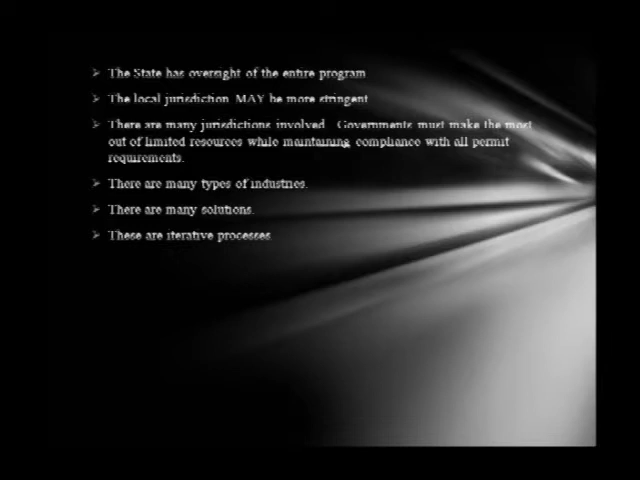 The State has oversight of the entire program
The local jurisdiction MAY be more stringent
There are many jurisdictions involved. Governments must make the most
out of limited resources while maintaining compliance with all permit
requirements.
There are many types of industries.
There are many solutions.
These are iterative processes